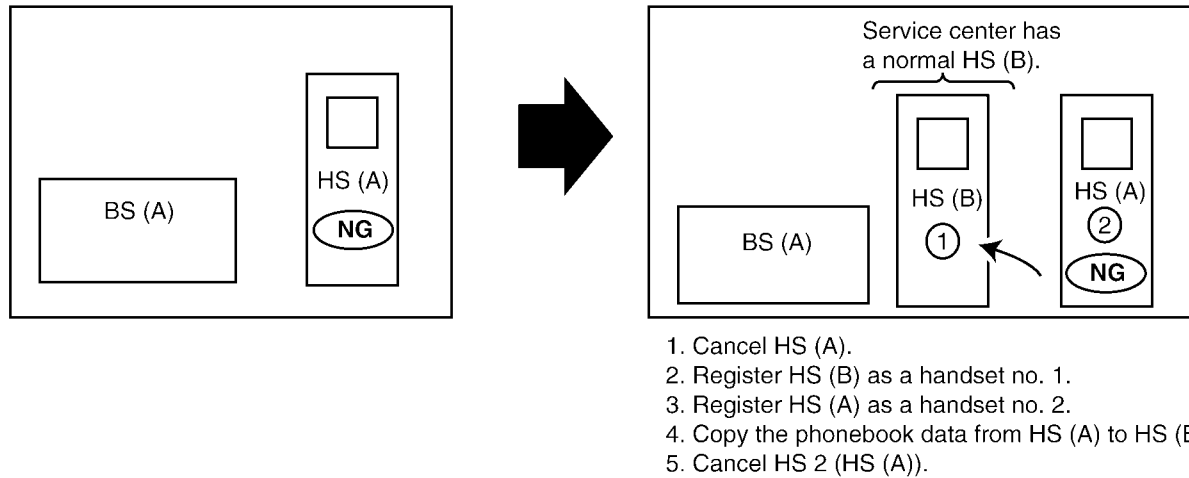 HS (A)
NG
BS (A)
Service center has
a normal HS (B).
HS (B)
1
HS (A)
2
NG
BS (A)
1. Cancel HS (A).
2. Register HS (B) as a handset no. 1.
3. Register HS (A) as a handset no. 2.
4. Copy the phonebook data from HS (A) to HS (
5. Cancel HS 2 (HS (A)).